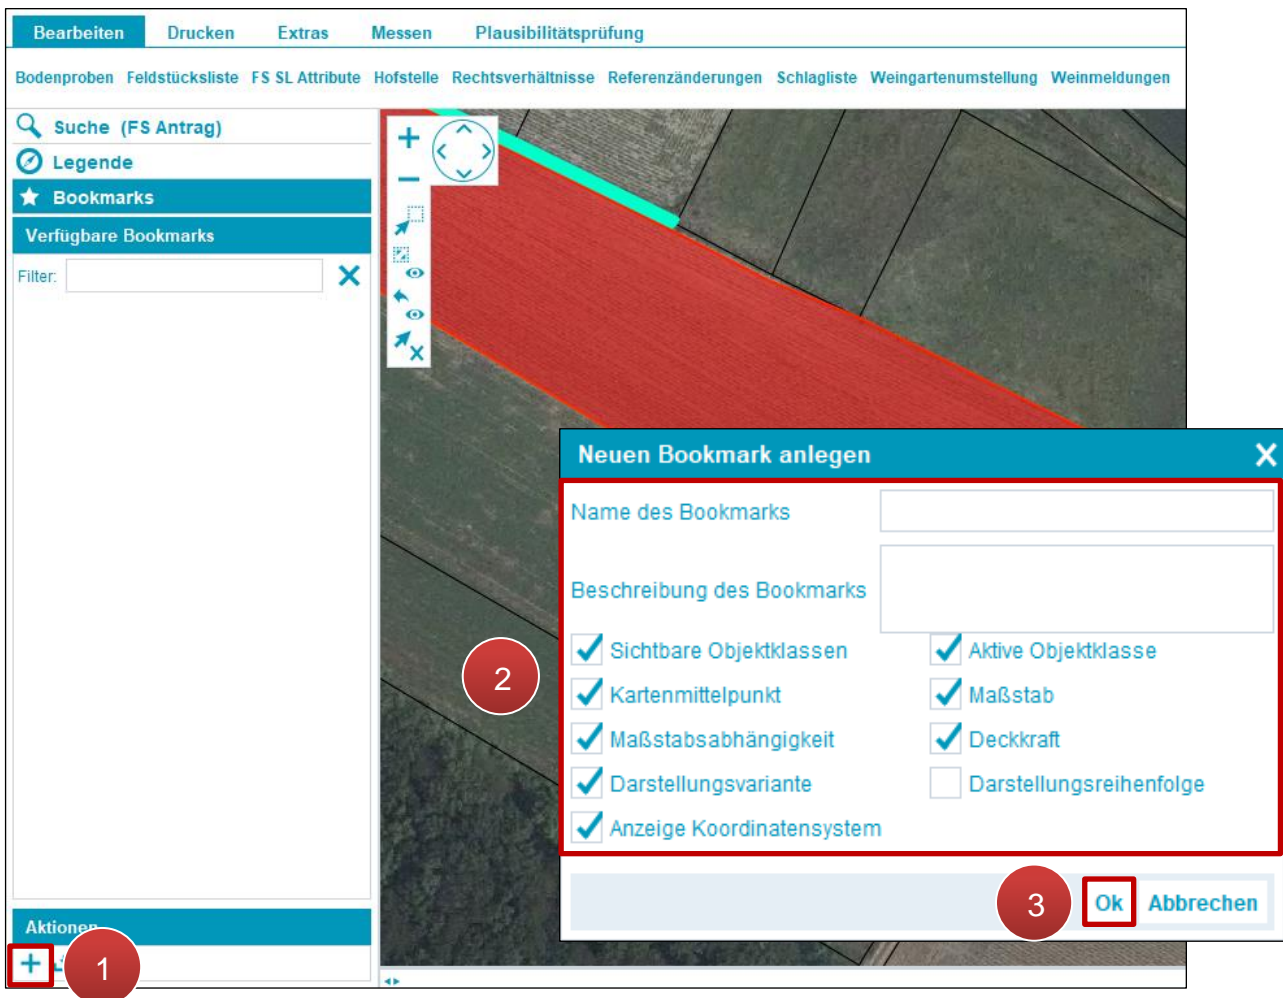 Bearbeiten Drucken Extras Messen Plausibilitätsprüfung
Bodenproben Feldstücksliste FS SL Attribute Hofstelle Rechtsverhältnisse Referenzänderungen Schlagliste Weingartenumstellung Weinmeldungen
Suche (FS Antrag)
Legende
Bookmarks
Verfügbare Bookmarks
Filter:
Neuen Bookmark anlegen
Name des Bookmarks
Beschreibung des Bookmarks
Sichtbare Objektklassen Aktive Objektklasse
2
Kartenmittelpunkt Maßstab
Maßstabsabhängigkeit Deckkraft
Darstellungsvariante Darstellungsreihenfolge
Anzeige Koordinatensystem
3 Ok Abbrechen
Aktionen
1